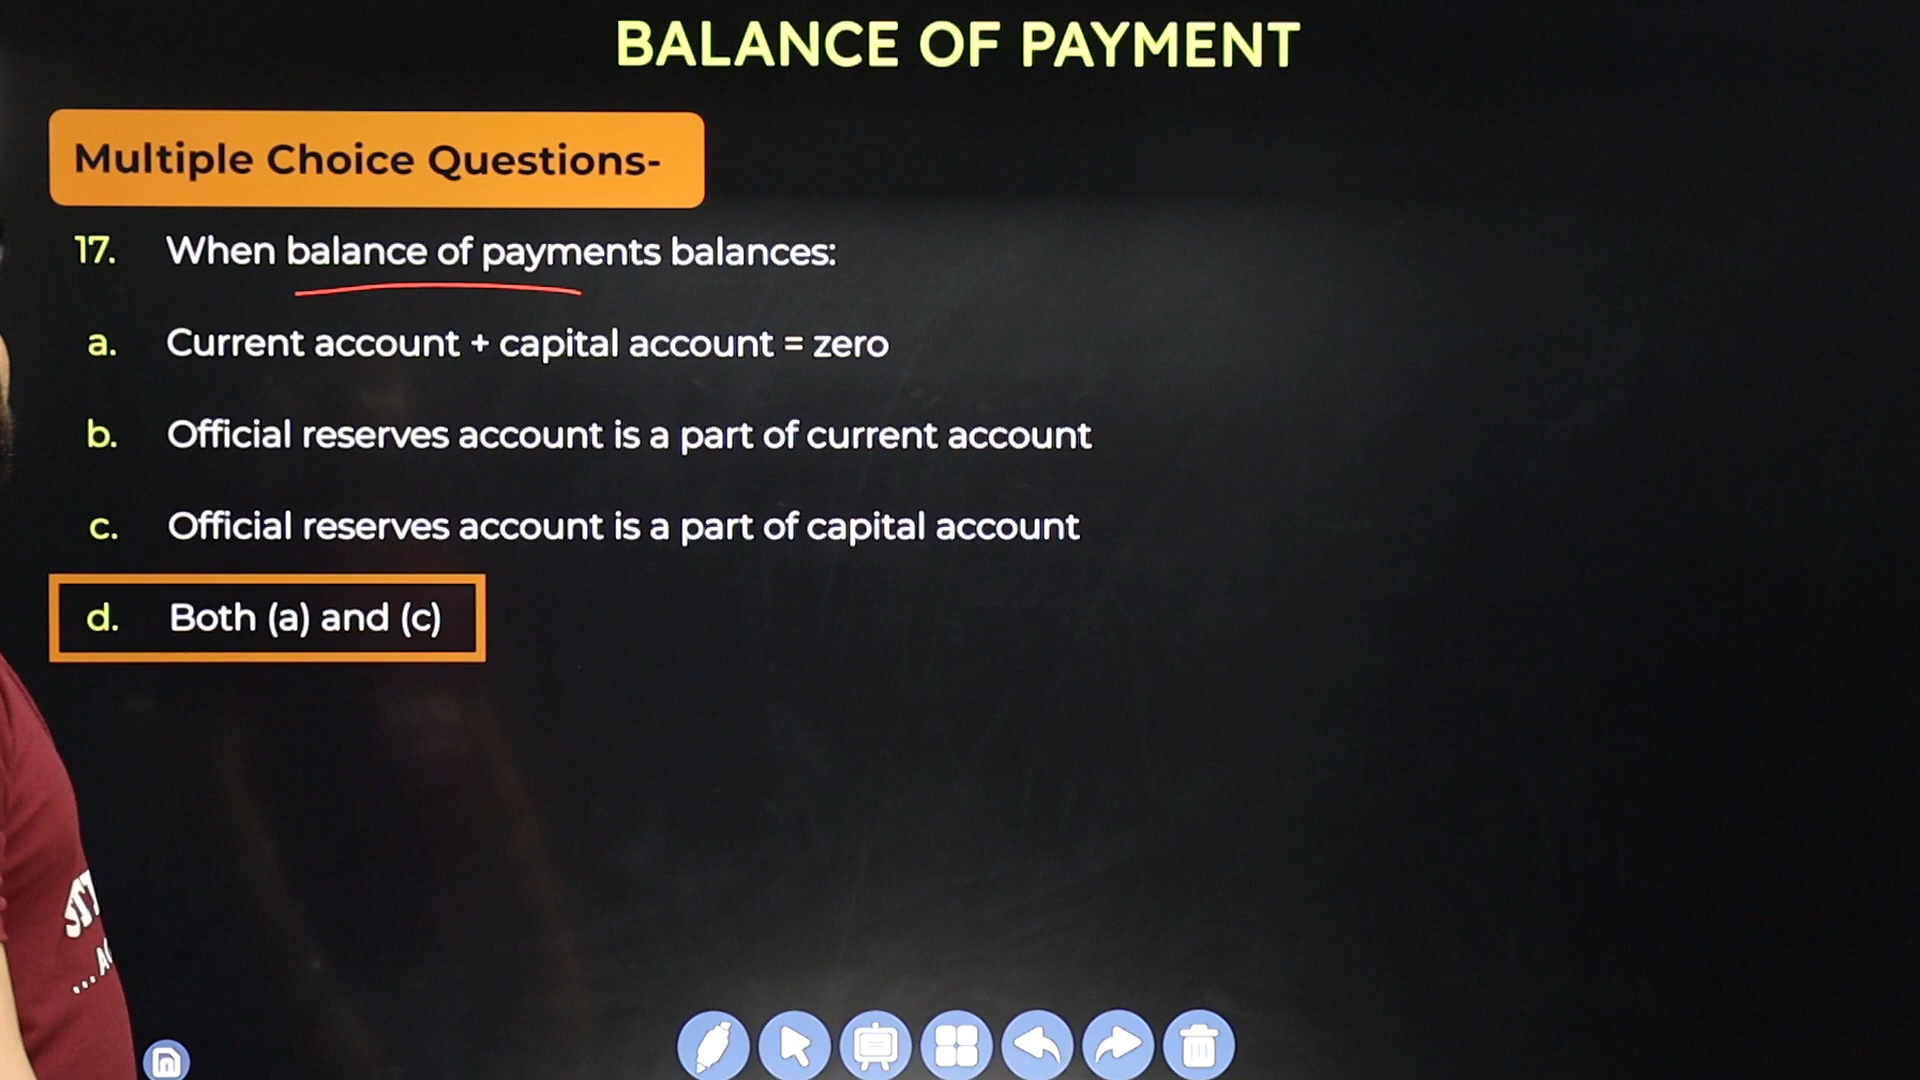 BALANCE OF PAYMENT
Multiple Choice Questions-
17. When balance of payments balances:
a. Current account + capital account = zero
b. Official reserves account is a part of current account
c. Official reserves account is a part of capital account
d. Both (a) and (c)